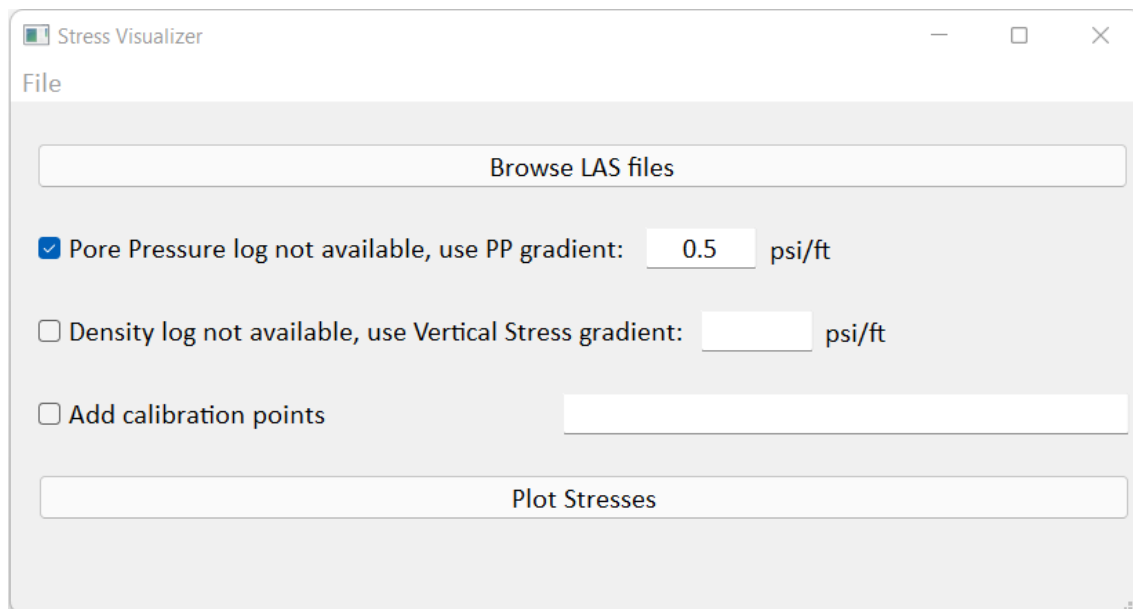 Stress Visualizer
File
Browse LAS files
Pore Pressure log not available, use PP gradient: 0.5 psi/ft
Density log not available, use Vertical Stress gradient: psi/ft
Add calibration points
Plot Stresses